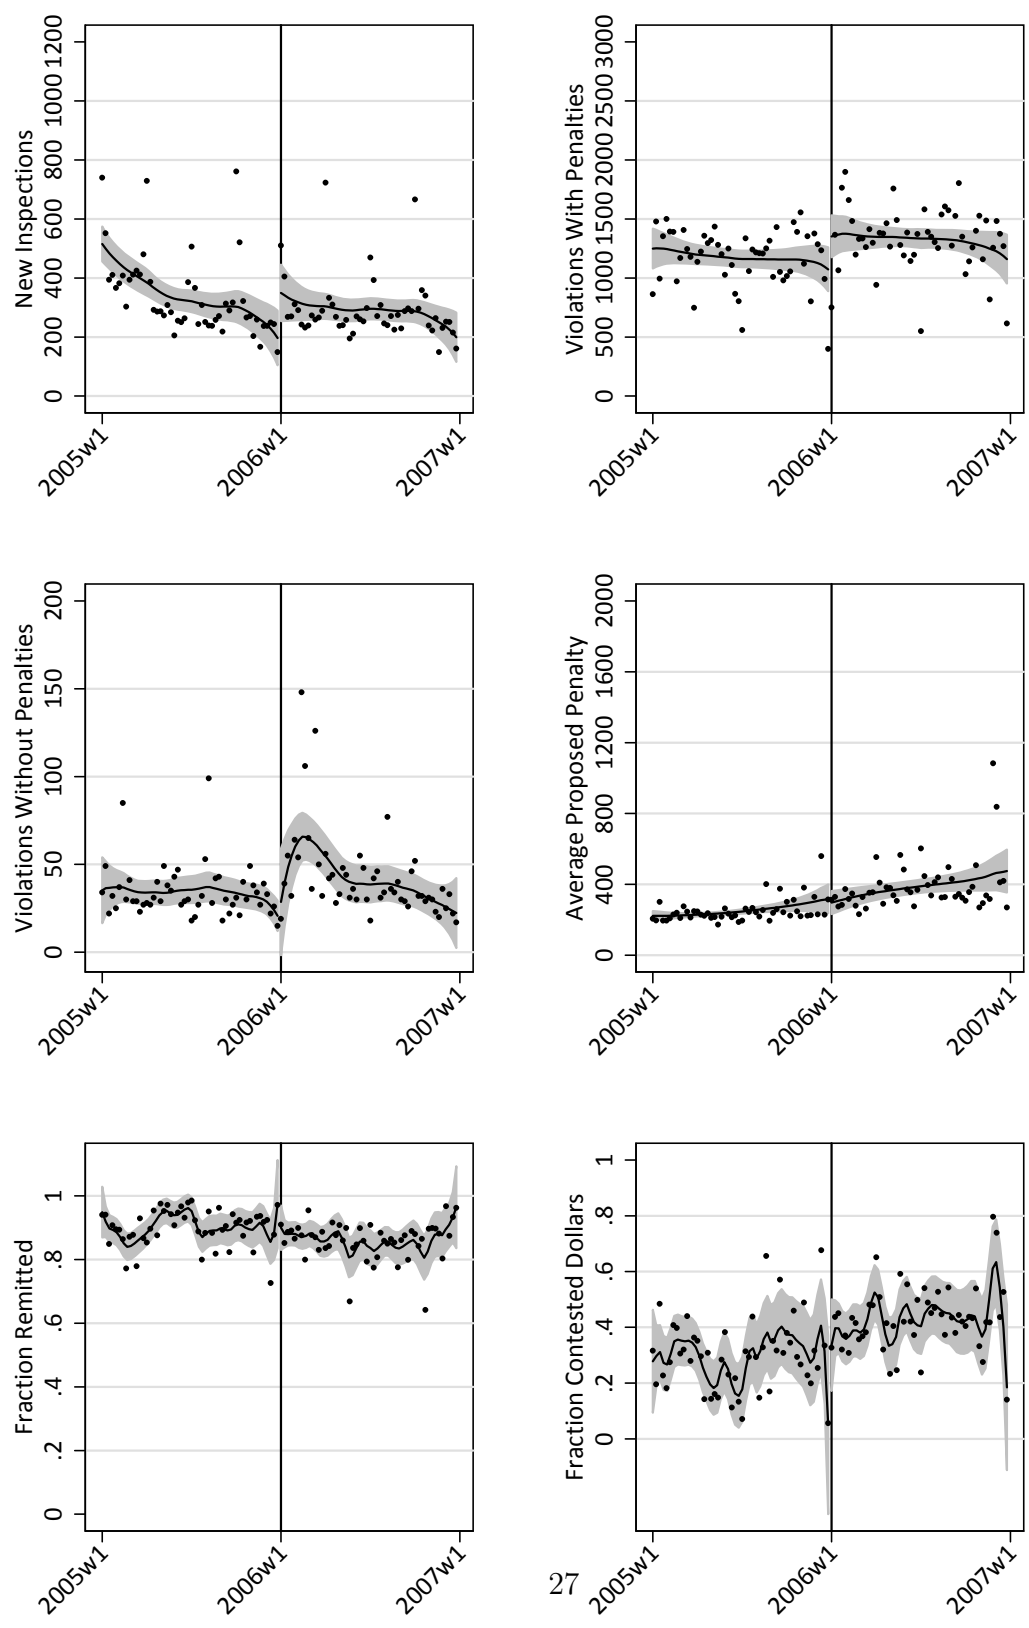 New Inspections
0 200 400 600 800 1000 1200
2005w1 2006w1 2007w1
Violations With Penalties
0 500 1000 1500 2000 2500 3000
2005w1 2006w1 2007w1
Violations Without Penalties
0 50 100 150 200
2005w1 2006w1 2007w1
Average Proposed Penalty
0 400 800 1200 1600 2000
2005w1 2006w1 2007w1
Fraction Remitted
0 .2 .4 .6 .8 1
2005w1 2006w1 2007w1
Fraction Contested Dollars
0 .2 .4 .6 .8 1
2005w1 2006w1 2007w1
27